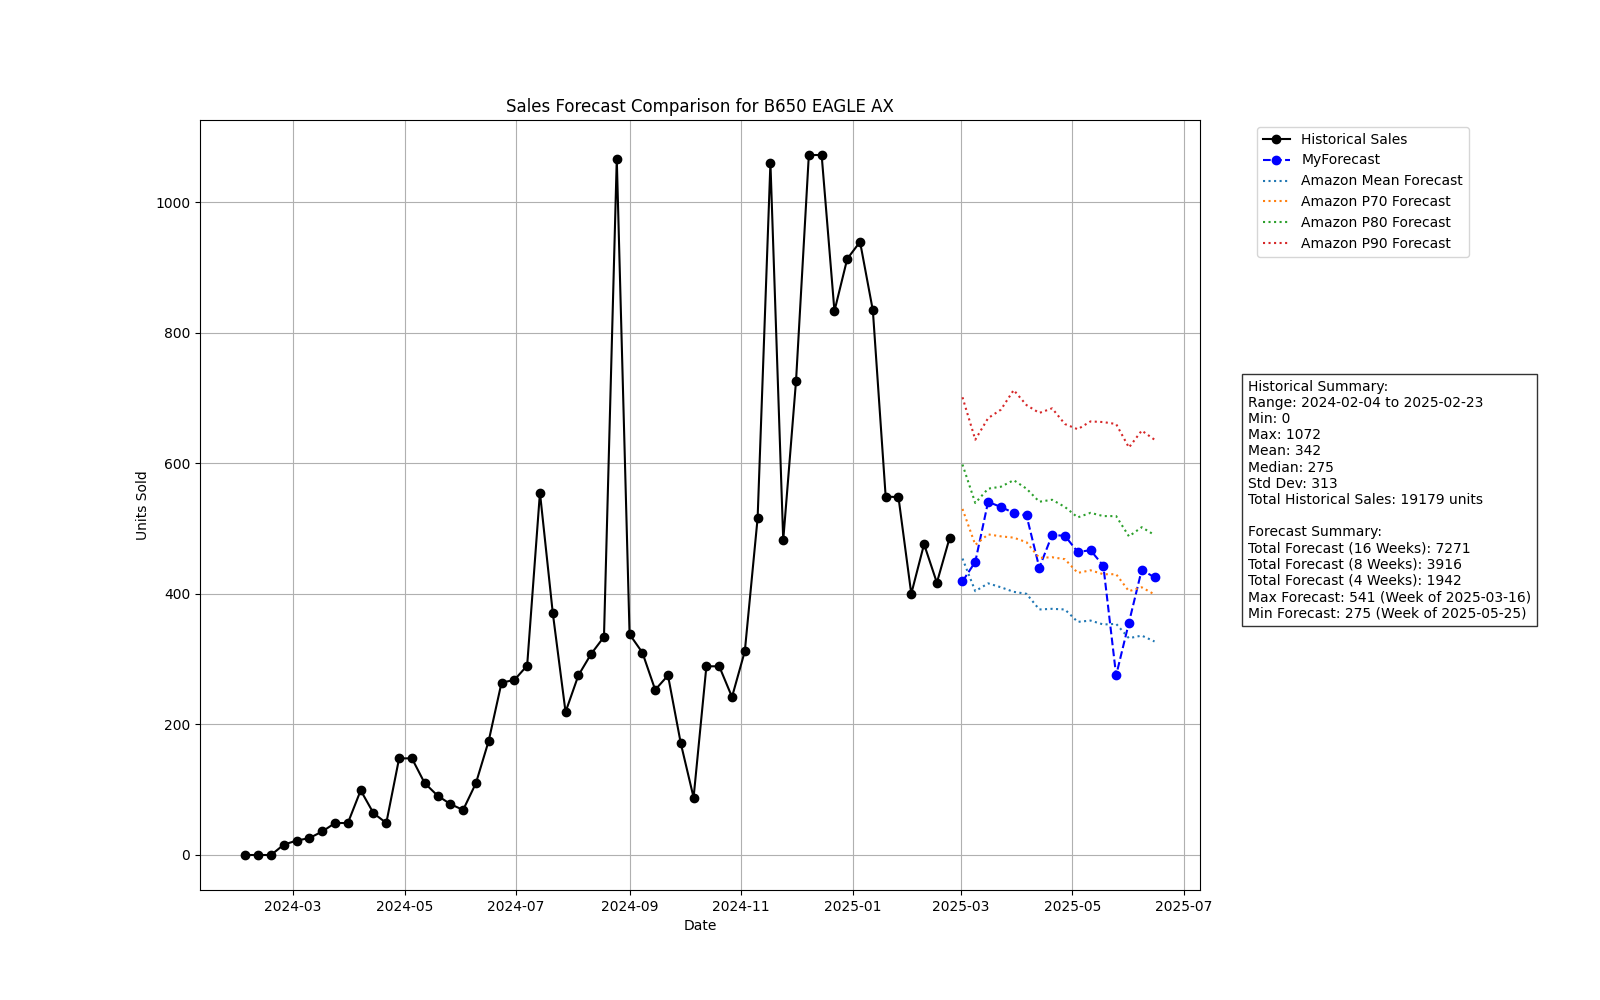 Sales Forecast Comparison for B650 EAGLE AX
Historical Sales
MyForecast
Amazon Mean Forecast
Amazon P70 Forecast
Amazon P80 Forecast
Amazon P90 Forecast
1000
800
600
400
200
0
Units Sold
2024-03
2024-05
2024-07
2024-09
2024-11
2025-01
2025-03
2025-05
2025-07
Date
Historical Summary:
Range: 2024-02-04 to 2025-02-23
Min: 0
Max: 1072
Mean: 342
Median: 275
Std Dev: 313
Total Historical Sales: 19179 units
Forecast Summary:
Total Forecast (16 Weeks): 7271
Total Forecast (8 Weeks): 3916
Total Forecast (4 Weeks): 1942
Max Forecast: 541 (Week of 2025-03-16)
Min Forecast: 275 (Week of 2025-05-25)